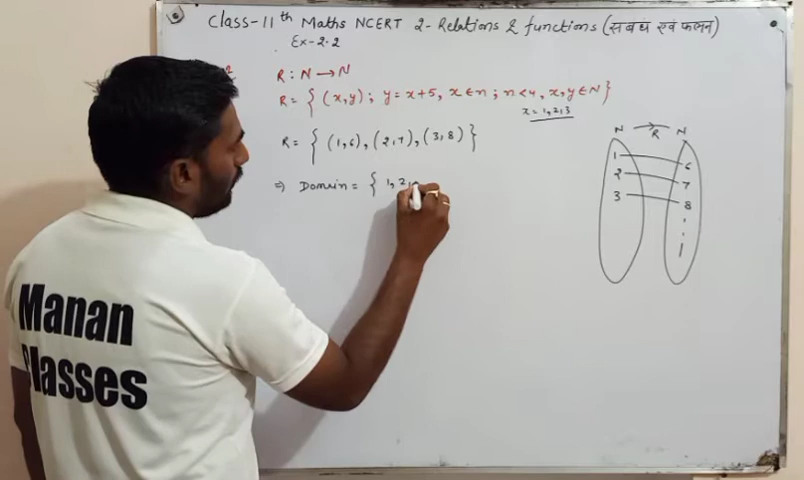 Class-11th Maths NCERT 2-Relations & functions (संबंध एवं फलन)
Ex-2.2
2
R : N → N
R = { (x,y) ; y = x+5, x ∈ n ; n < 4, x, y ∈ N }
x = 1, 2, 3
R = { (1,6), (2,7), (3,8) }
⇒ Domain = { 1, 2,
N R N
1 6
2 7
3 8
Manan
Classes